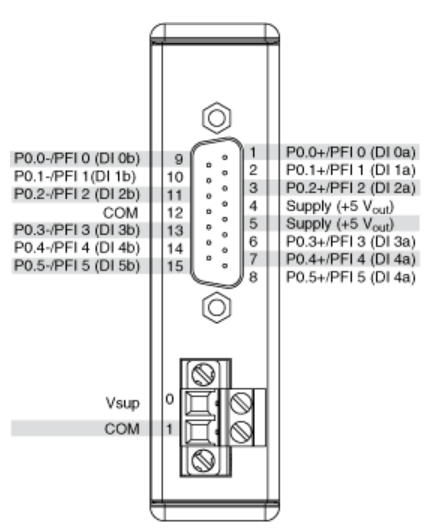 P0.0-/PFI 0 (DI 0b) 9 1 P0.0+/PFI 0 (DI 0a)
P0.1-/PFI 1(DI 1b) 10 2 P0.1+/PFI 1 (DI 1a)
P0.2-/PFI 2 (DI 2b) 11 3 P0.2+/PFI 2 (DI 2a)
COM 12 4 Supply (+5 Vout)
P0.3-/PFI 3 (DI 3b) 13 5 Supply (+5 Vout)
P0.4-/PFI 4 (DI 4b) 14 6 P0.3+/PFI 3 (DI 3a)
P0.5-/PFI 5 (DI 5b) 15 7 P0.4+/PFI 4 (DI 4a)
8 P0.5+/PFI 5 (DI 4a)
Vsup 0
COM 1